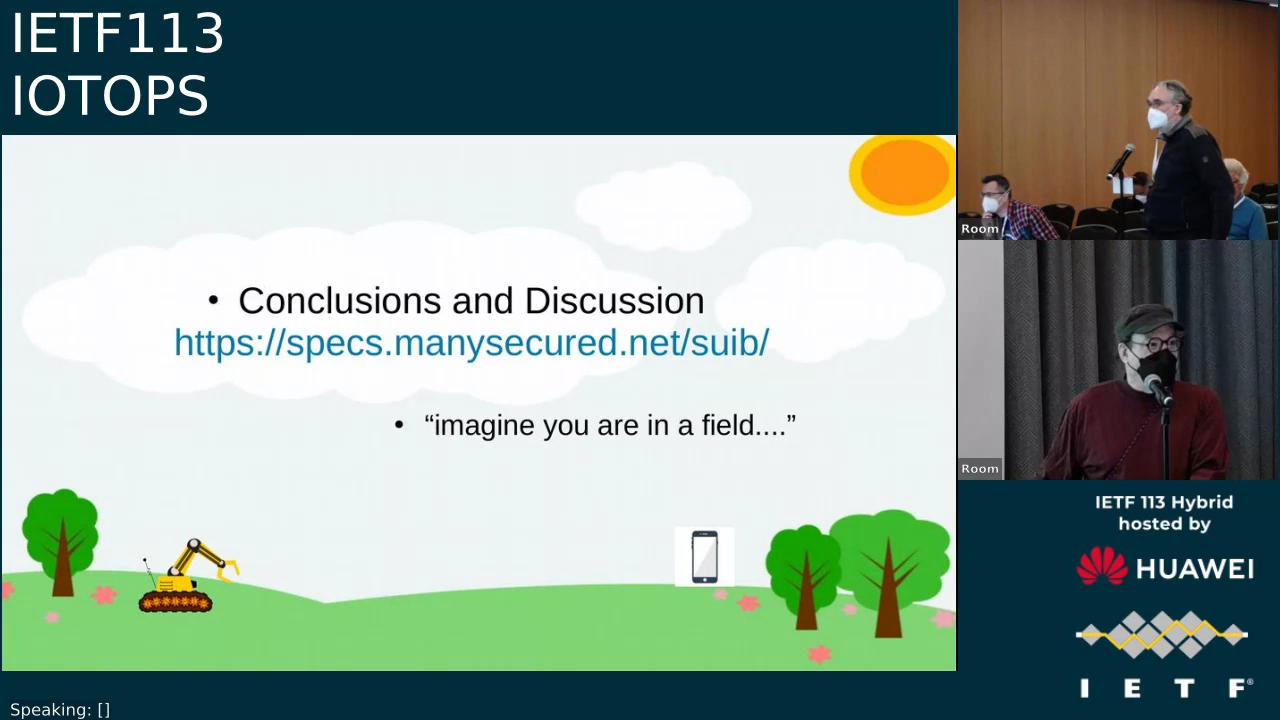 IETF113
IOTOPS
• Conclusions and Discussion
https://specs.manysecured.net/suib/
• “imagine you are in a field....”
Room
Room
IETF 113 Hybrid
hosted by
HUAWEI
I E T F®
Speaking: []